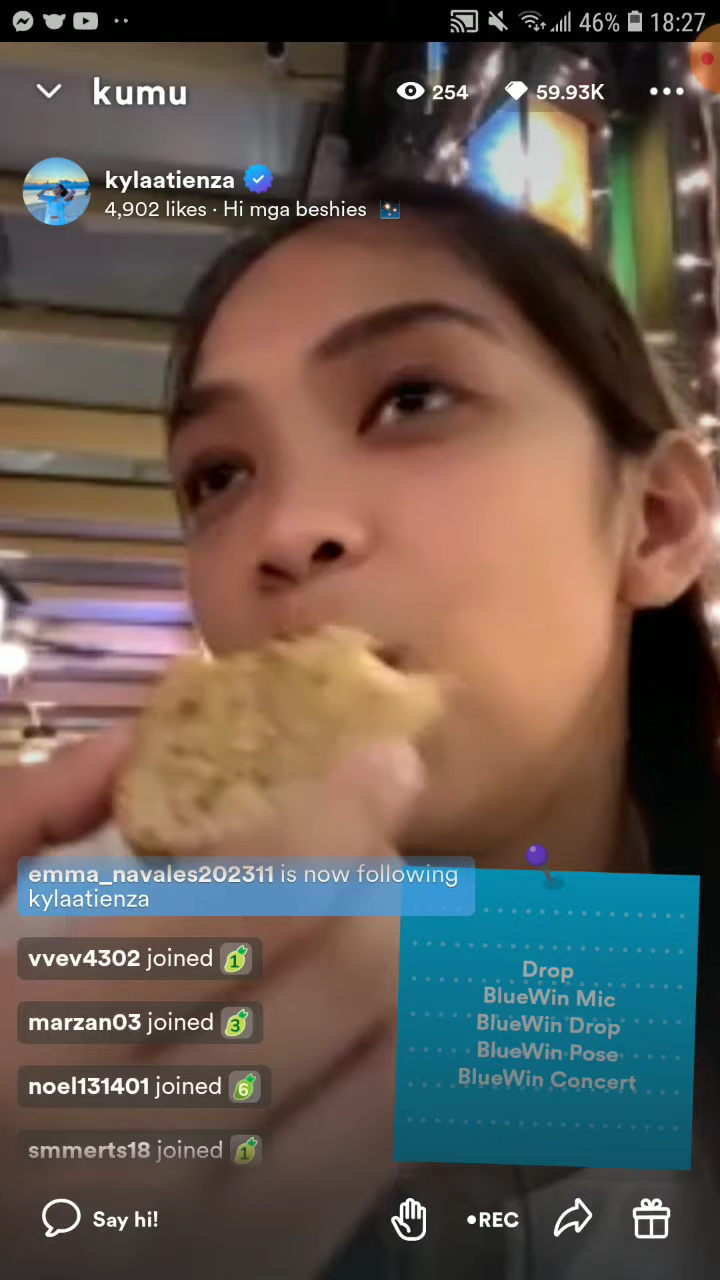 46% 18:27
kumu 254 59.93K
kylaatienza
4,902 likes · Hi mga beshies
emma_navales202311 is now following
kylaatienza
vvev4302 joined 1
marzan03 joined 3
noel131401 joined 6
smmerts18 joined 1
Drop
BlueWin Mic
BlueWin Drop
BlueWin Pose
BlueWin Concert
Say hi!
•REC